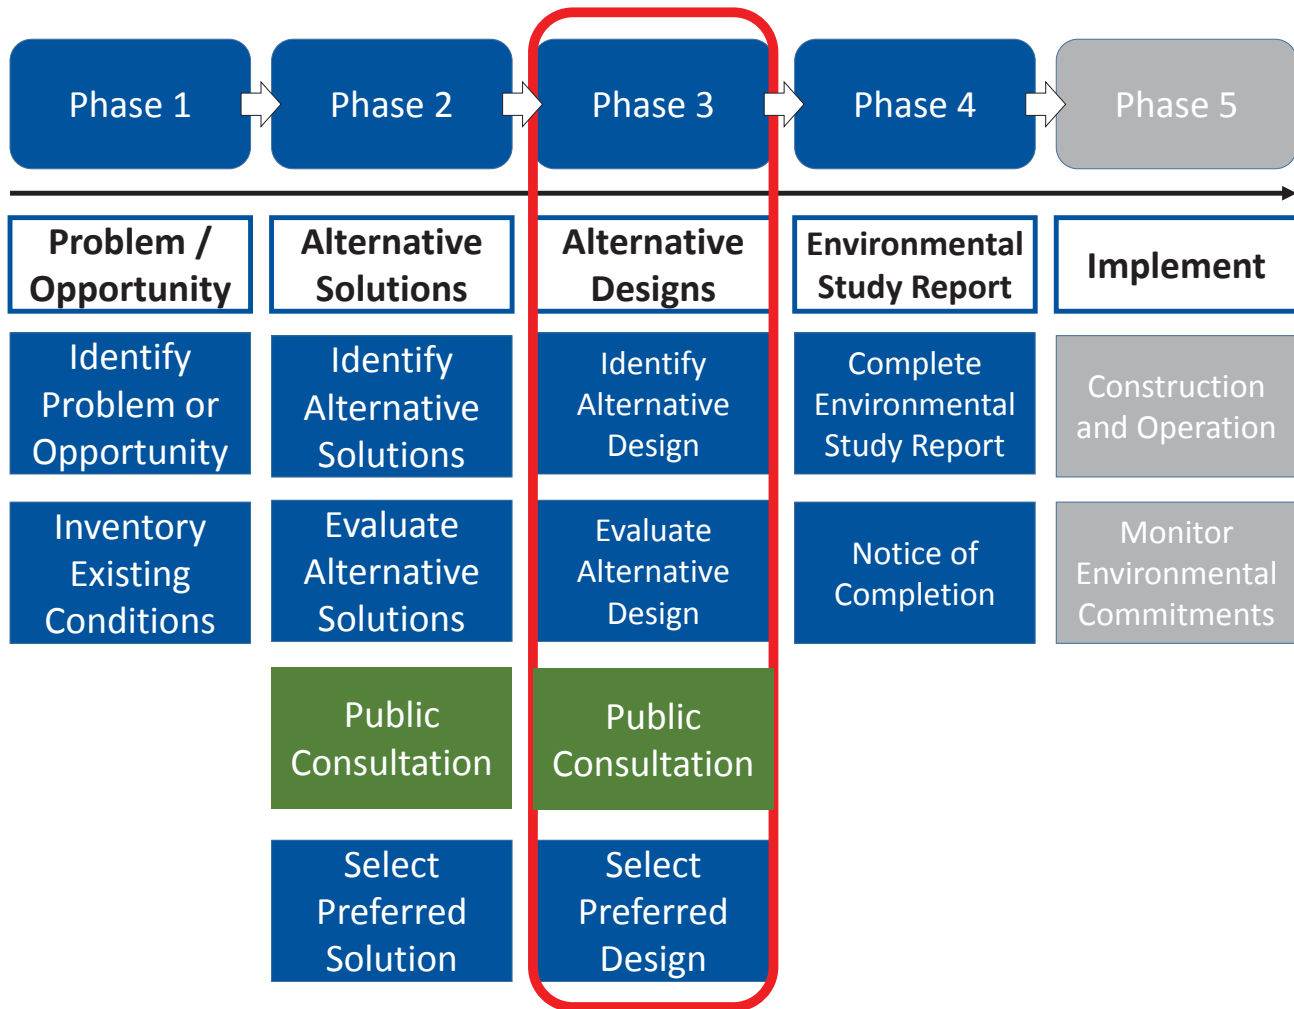 Phase 1
Phase 2
Phase 3
Phase 4
Phase 5
Problem /
Opportunity
Alternative
Solutions
Alternative
Designs
Environmental
Study Report
Implement
Identify
Problem or
Opportunity
Identify
Alternative
Solutions
Identify
Alternative
Design
Complete
Environmental
Study Report
Construction
and Operation
Inventory
Existing
Conditions
Evaluate
Alternative
Solutions
Evaluate
Alternative
Design
Notice of
Completion
Monitor
Environmental
Commitments
Public
Consultation
Public
Consultation
Select
Preferred
Solution
Select
Preferred
Design